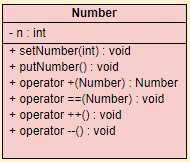 Number
- n : int
+ setNumber(int) : void
+ putNumber() : void
+ operator +(Number) : Number
+ operator ==(Number) : void
+ operator ++() : void
+ operator --() : void